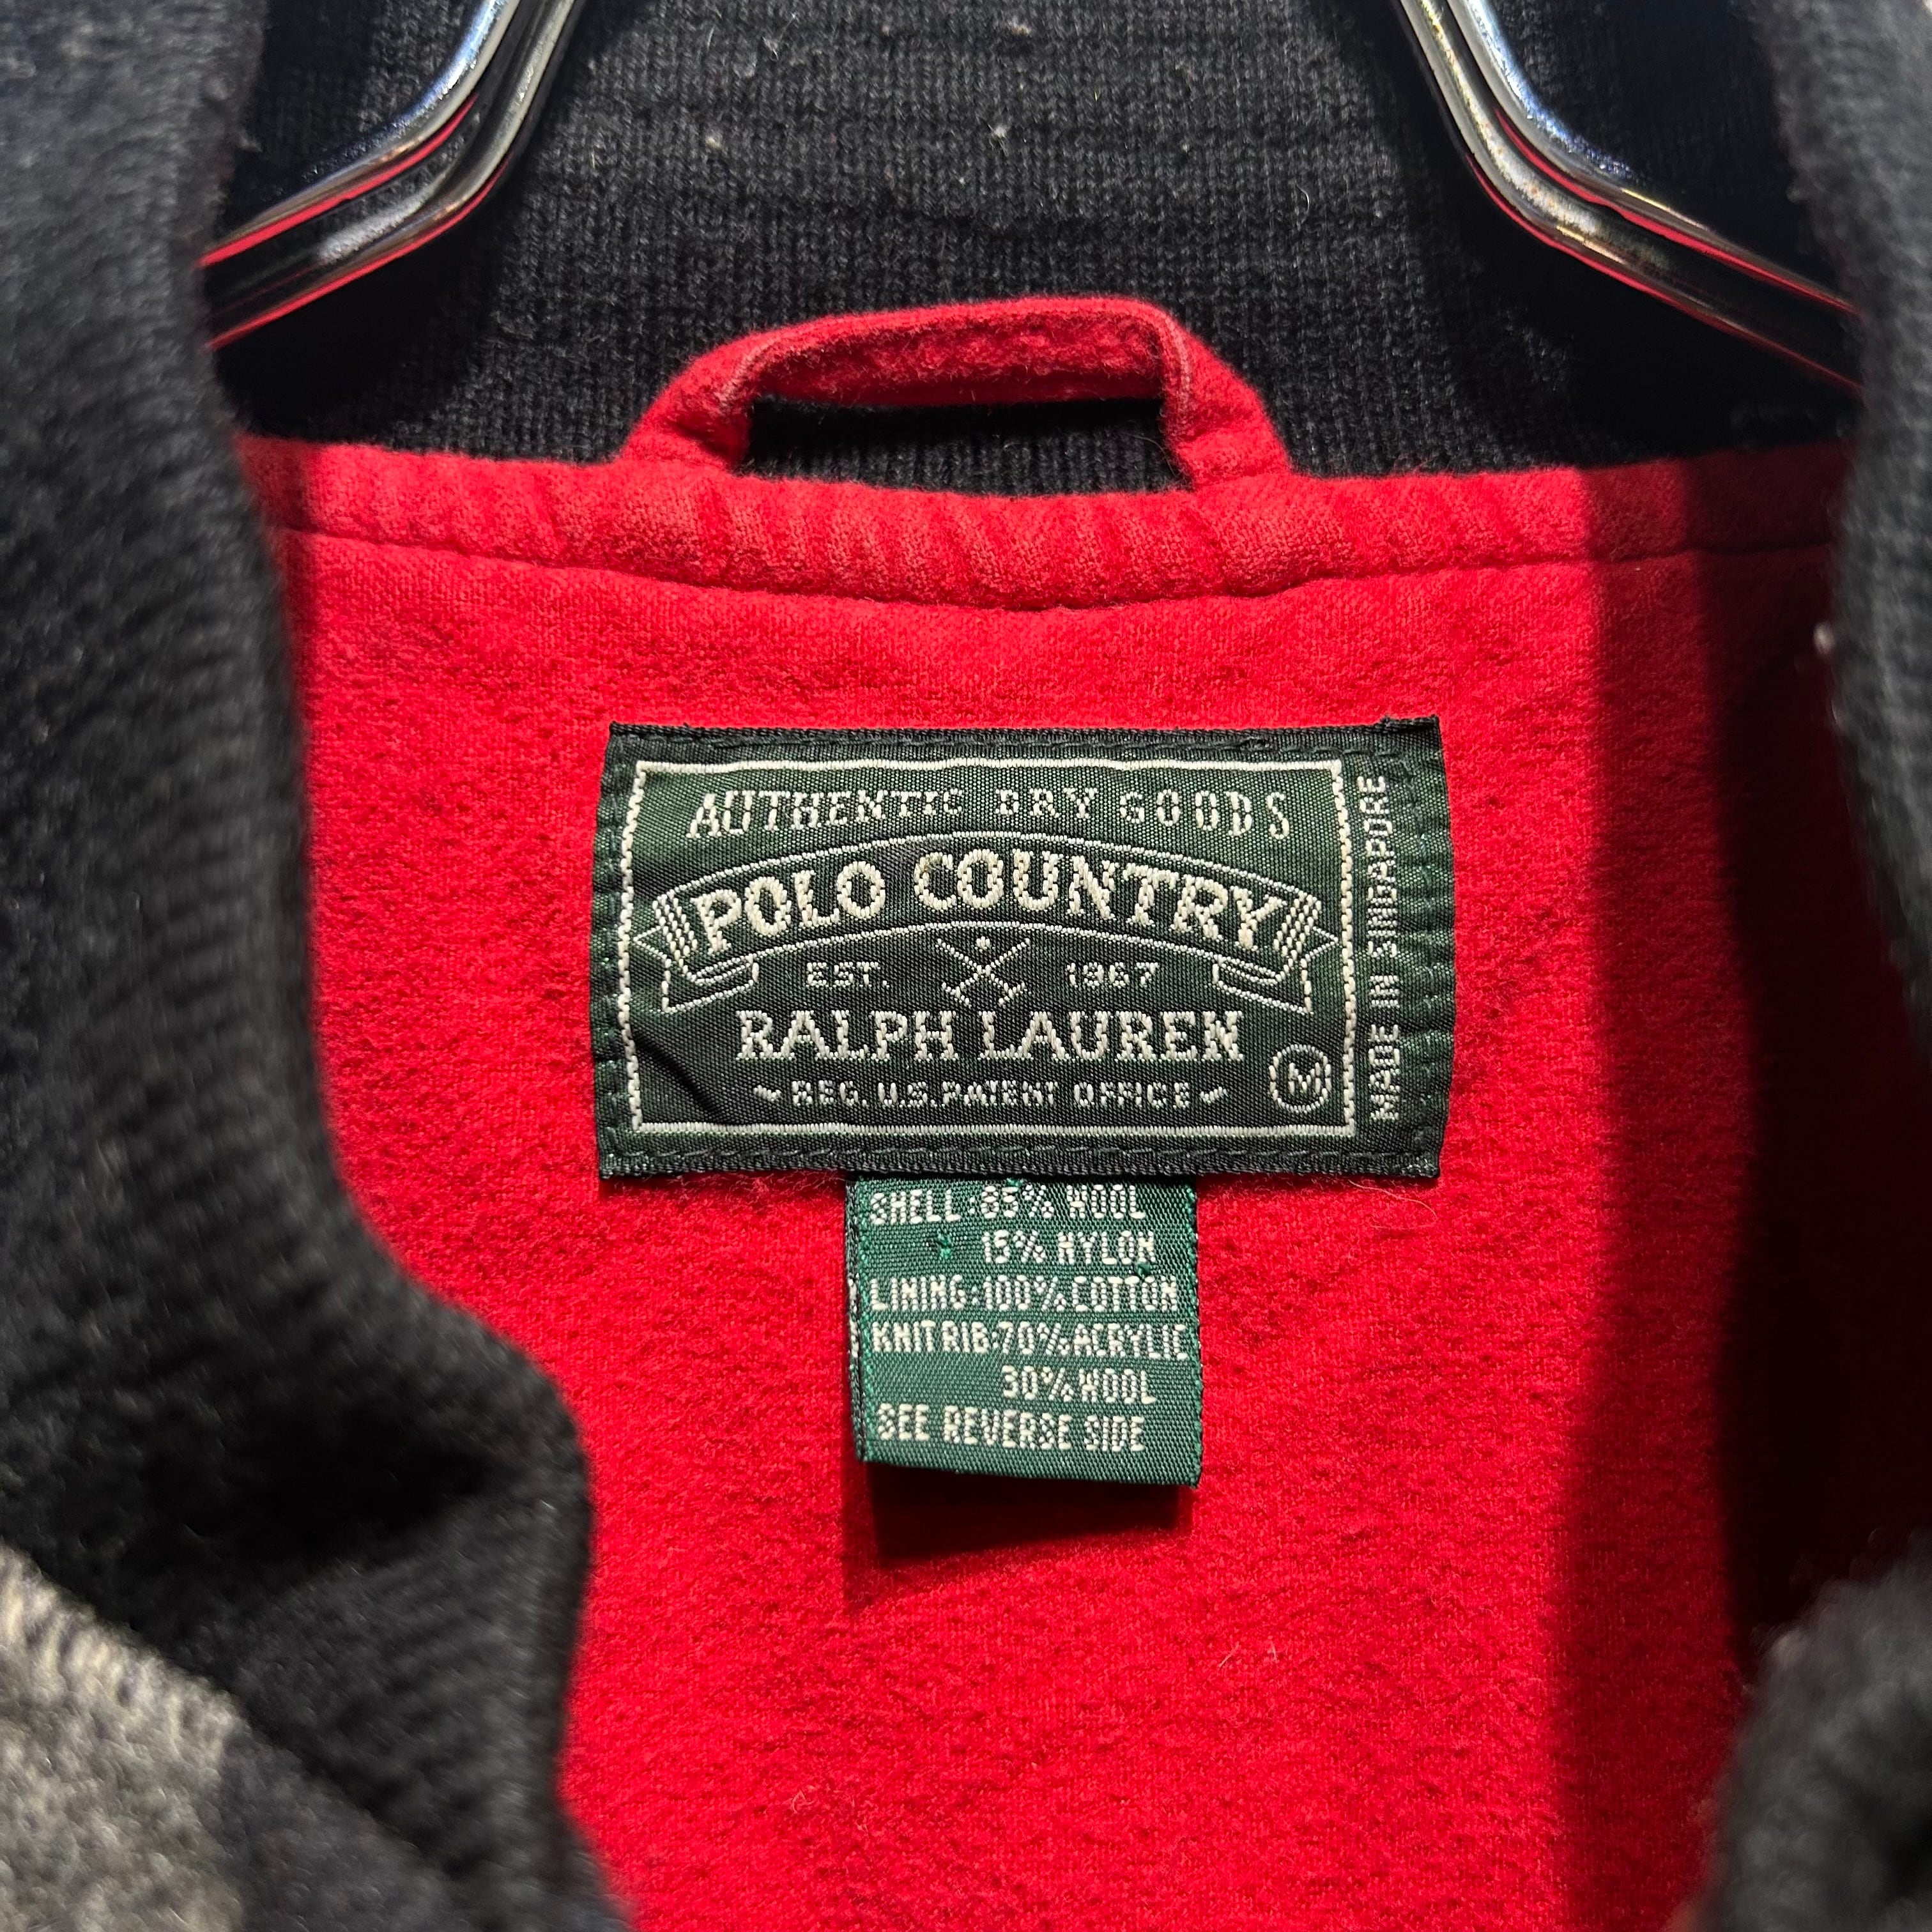 AUTHENTIC DRY GOODS
POLO COUNTRY
EST. 1967
RALPH LAUREN
REG. U.S. PATENT OFFICE
M
MADE IN SINGAPORE
SHELL:85% WOOL
15% NYLON
LINING:100% COTTON
KNIT RIB:70% ACRYLIC
30% WOOL
SEE REVERSE SIDE